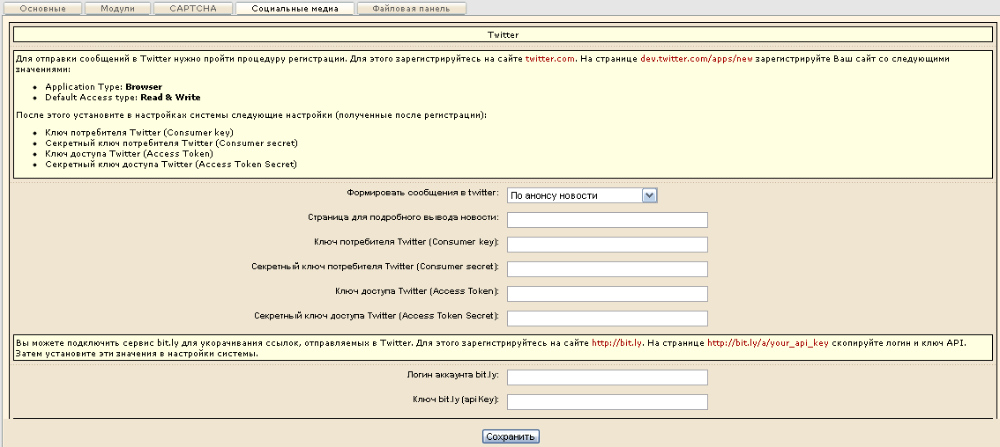 Основные Модули CAPTCHA Социальные медиа Файловая панель
Twitter
Для отправки сообщений в Twitter нужно пройти процедуру регистрации. Для этого зарегистрируйтесь на сайте twitter.com. На странице dev.twitter.com/apps/new зарегистрируйте Ваш сайт со следующими
значениями:
• Application Type: Browser
• Default Access type: Read & Write
После этого установите в настройках системы следующие настройки (полученные после регистрации):
• Ключ потребителя Twitter (Consumer key)
• Секретный ключ потребителя Twitter (Consumer secret)
• Ключ доступа Twitter (Access Token)
• Секретный ключ доступа Twitter (Access Token Secret)
Формировать сообщения в twitter: По анонсу новости
Страница для подробного вывода новости:
Ключ потребителя Twitter (Consumer key):
Секретный ключ потребителя Twitter (Consumer secret):
Ключ доступа Twitter (Access Token):
Секретный ключ доступа Twitter (Access Token Secret):
Вы можете подключить сервис bit.ly для укорачивания ссылок, отправляемых в Twitter. Для этого зарегистрируйтесь на сайте http://bit.ly. На странице http://bit.ly/a/your_api_key скопируйте логин и ключ API.
Затем установите эти значения в настройки системы.
Логин аккаунта bit.ly:
Ключ bit.ly (apiKey):
Сохранить